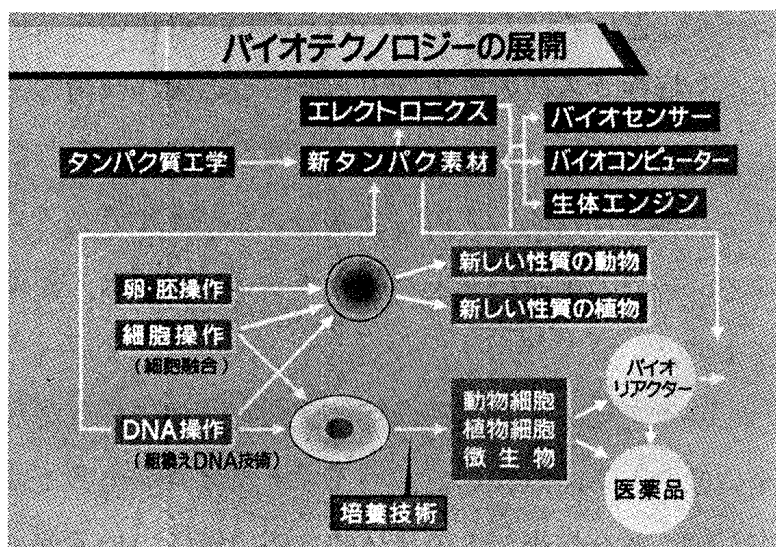 バイオテクノロジーの展開
エレクトロニクス
バイオセンサー
タンパク質工学
新タンパク素材
バイオコンピューター
生体エンジン
卵・胚操作
新しい性質の動物
細胞操作
(細胞融合)
新しい性質の植物
バイオ
リアクター
DNA操作
(組換えDNA技術)
動物細胞
植物細胞
微生物
医薬品
培養技術